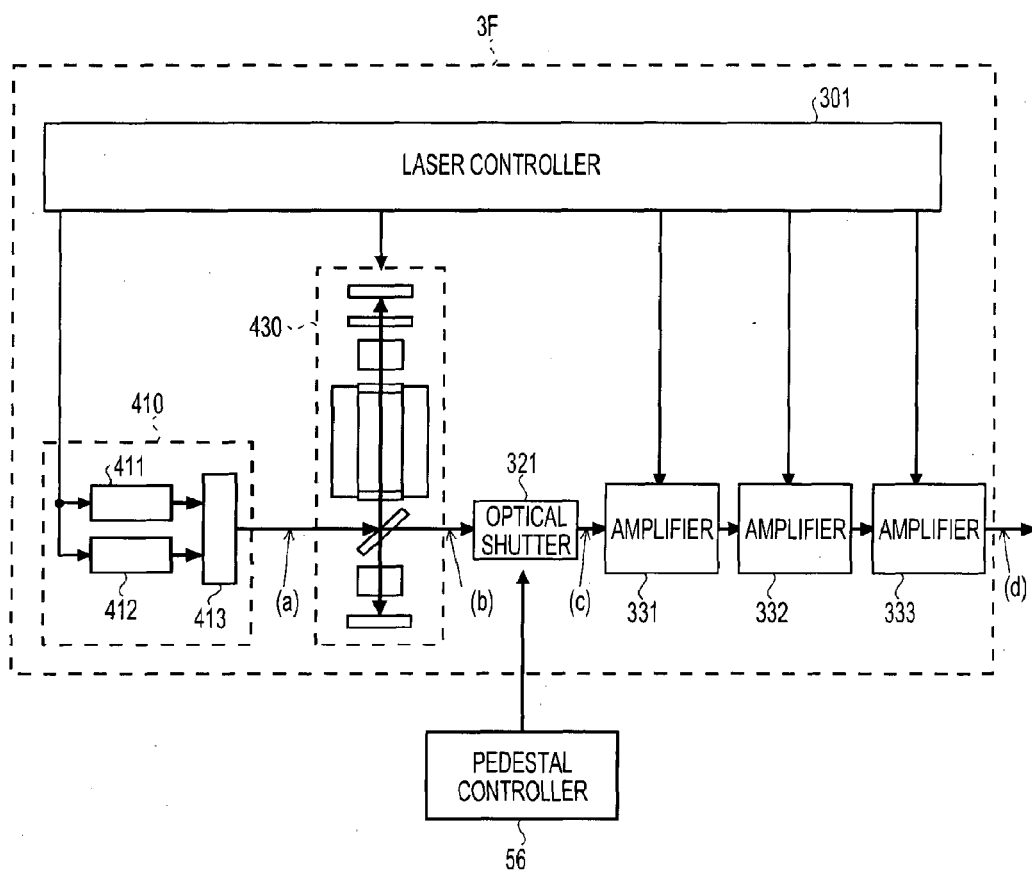 3F
301
LASER CONTROLLER
430
410
411
321
OPTICAL
SHUTTER
AMPLIFIER
AMPLIFIER
AMPLIFIER
412
413
(a)
(b)
(c)
331
332
333
(d)
PEDESTAL
CONTROLLER
56